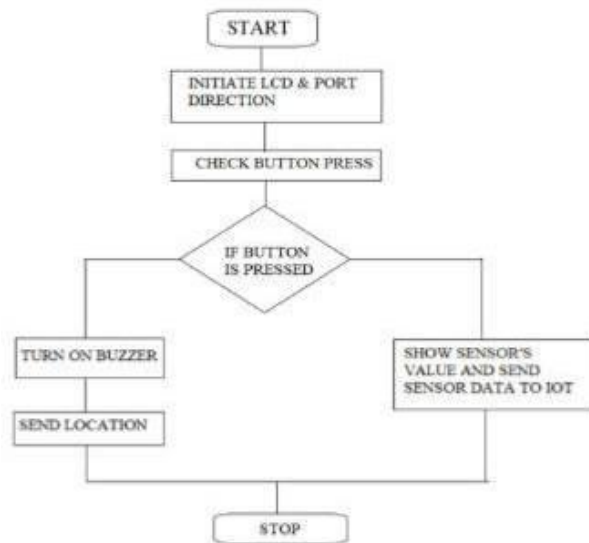 START
INITIATE LCD & PORT
DIRECTION
CHECK BUTTON PRESS
IF BUTTON
IS PRESSED
TURN ON BUZZER
SEND LOCATION
SHOW SENSOR'S
VALUE AND SEND
SENSOR DATA TO IOT
STOP